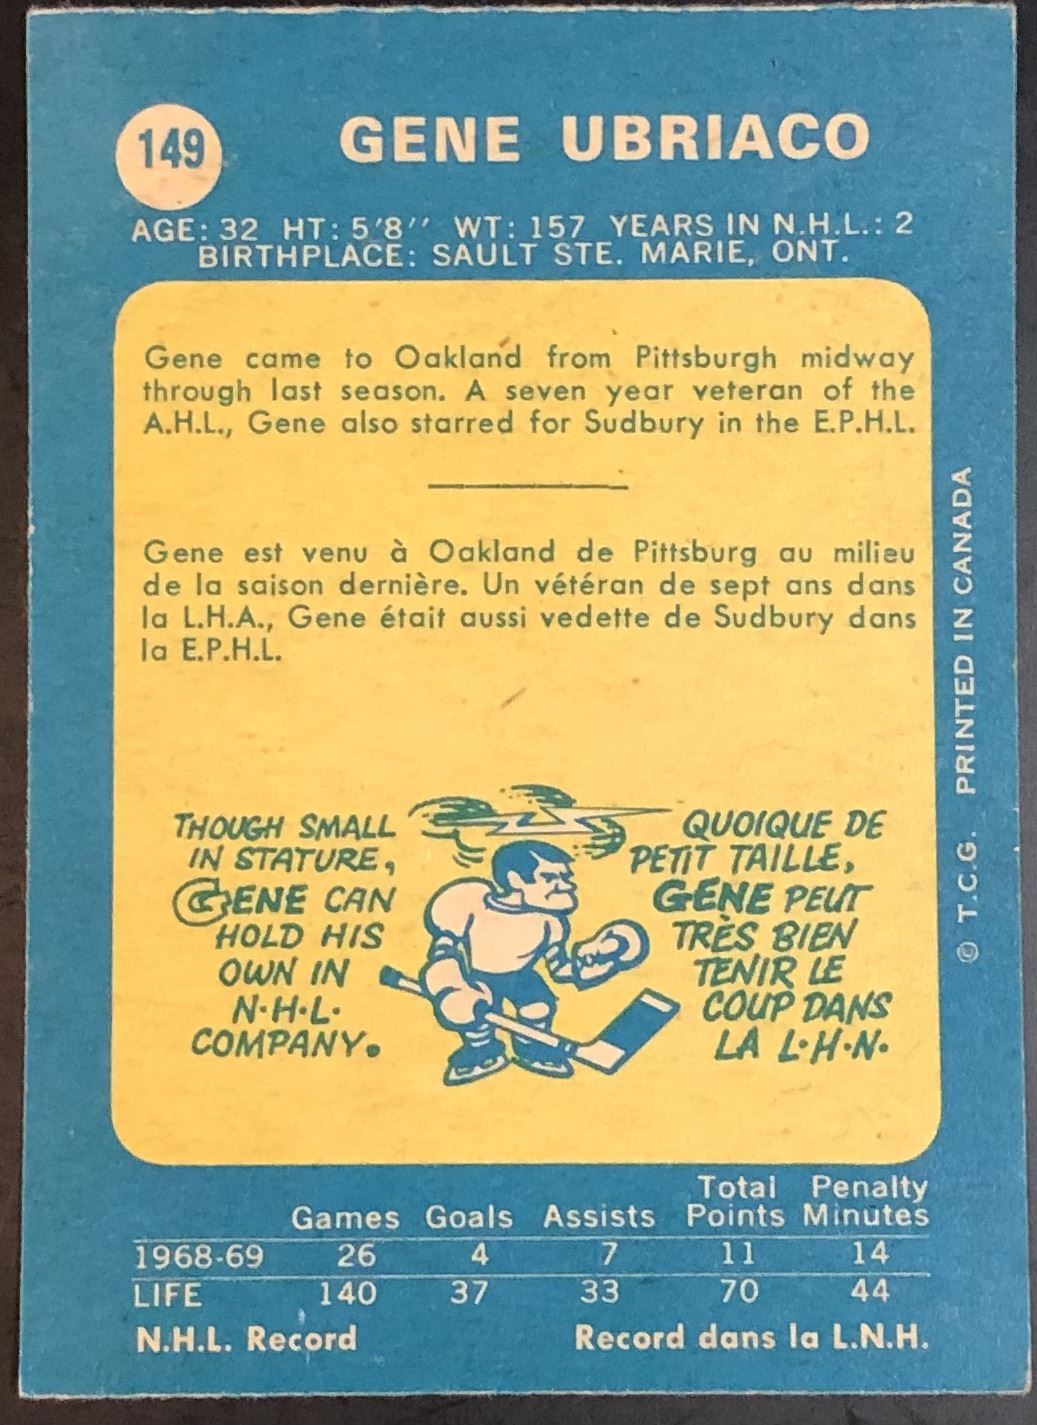 149
GENE UBRIACO
AGE: 32 HT: 5'8'' WT: 157 YEARS IN N.H.L.: 2
BIRTHPLACE: SAULT STE. MARIE, ONT.
Gene came to Oakland from Pittsburgh midway
through last season. A seven year veteran of the
A.H.L., Gene also starred for Sudbury in the E.P.H.L.
Gene est venu à Oakland de Pittsburg au milieu
de la saison dernière. Un vétéran de sept ans dans
la L.H.A., Gene était aussi vedette de Sudbury dans
la E.P.H.L.
THOUGH SMALL
IN STATURE,
GENE CAN
HOLD HIS
OWN IN
N·H·L·
COMPANY.
QUOIQUE DE
PETIT TAILLE,
GENE PEUT
TRÈS BIEN
TENIR LE
COUP DANS
LA L·H·N·
© T.C.G. PRINTED IN CANADA
Games Goals Assists Total Points Penalty Minutes
1968-69 26 4 7 11 14
LIFE 140 37 33 70 44
N.H.L. Record Record dans la L.N.H.